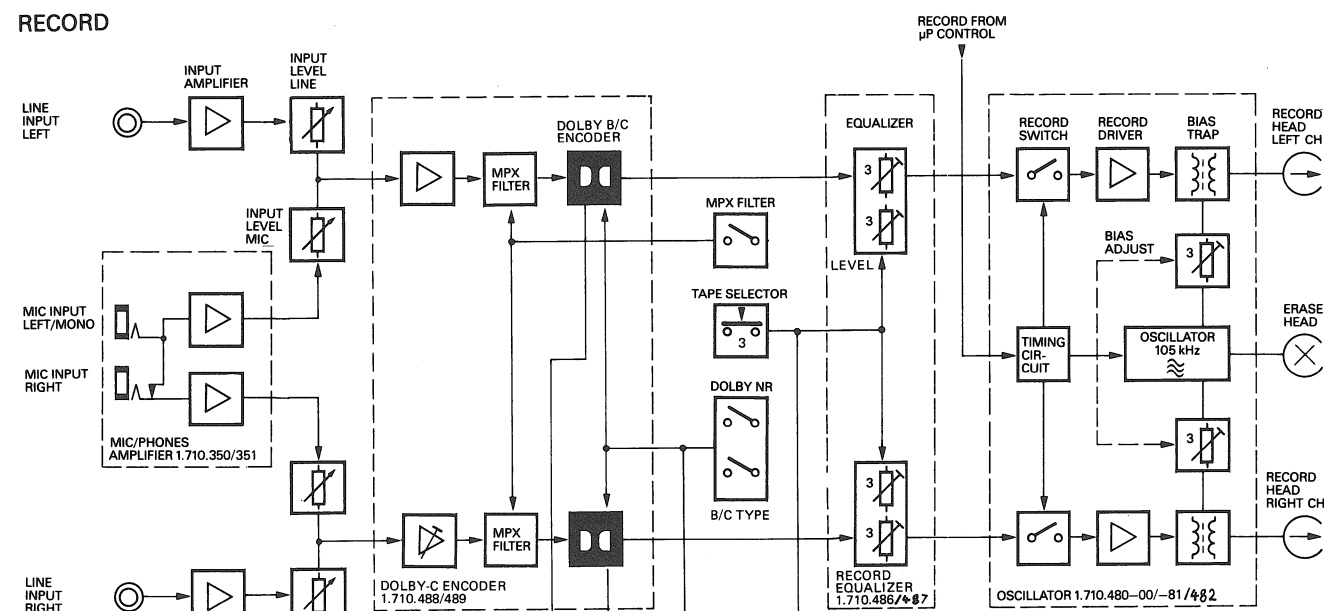 RECORD
RECORD FROM
µP CONTROL
INPUT
AMPLIFIER
INPUT
LEVEL
LINE
LINE
INPUT
LEFT
DOLBY B/C
ENCODER
MPX
FILTER
EQUALIZER
3
3
LEVEL
RECORD
SWITCH
RECORD
DRIVER
BIAS
TRAP
RECORD
HEAD
LEFT CH
INPUT
LEVEL
MIC
MPX FILTER
BIAS
ADJUST
3
MIC INPUT
LEFT/MONO
MIC INPUT
RIGHT
TAPE SELECTOR
3
TIMING
CIR-
CUIT
OSCILLATOR
105 kHz
ERASE
HEAD
MIC/PHONES
AMPLIFIER 1.710.350/351
DOLBY NR
B/C TYPE
3
3
3
RECORD
HEAD
RIGHT CH
MPX
FILTER
LINE
INPUT
RIGHT
DOLBY-C ENCODER
1.710.488/489
RECORD
EQUALIZER
1.710.486/487
OSCILLATOR 1.710.480–00/–81/482